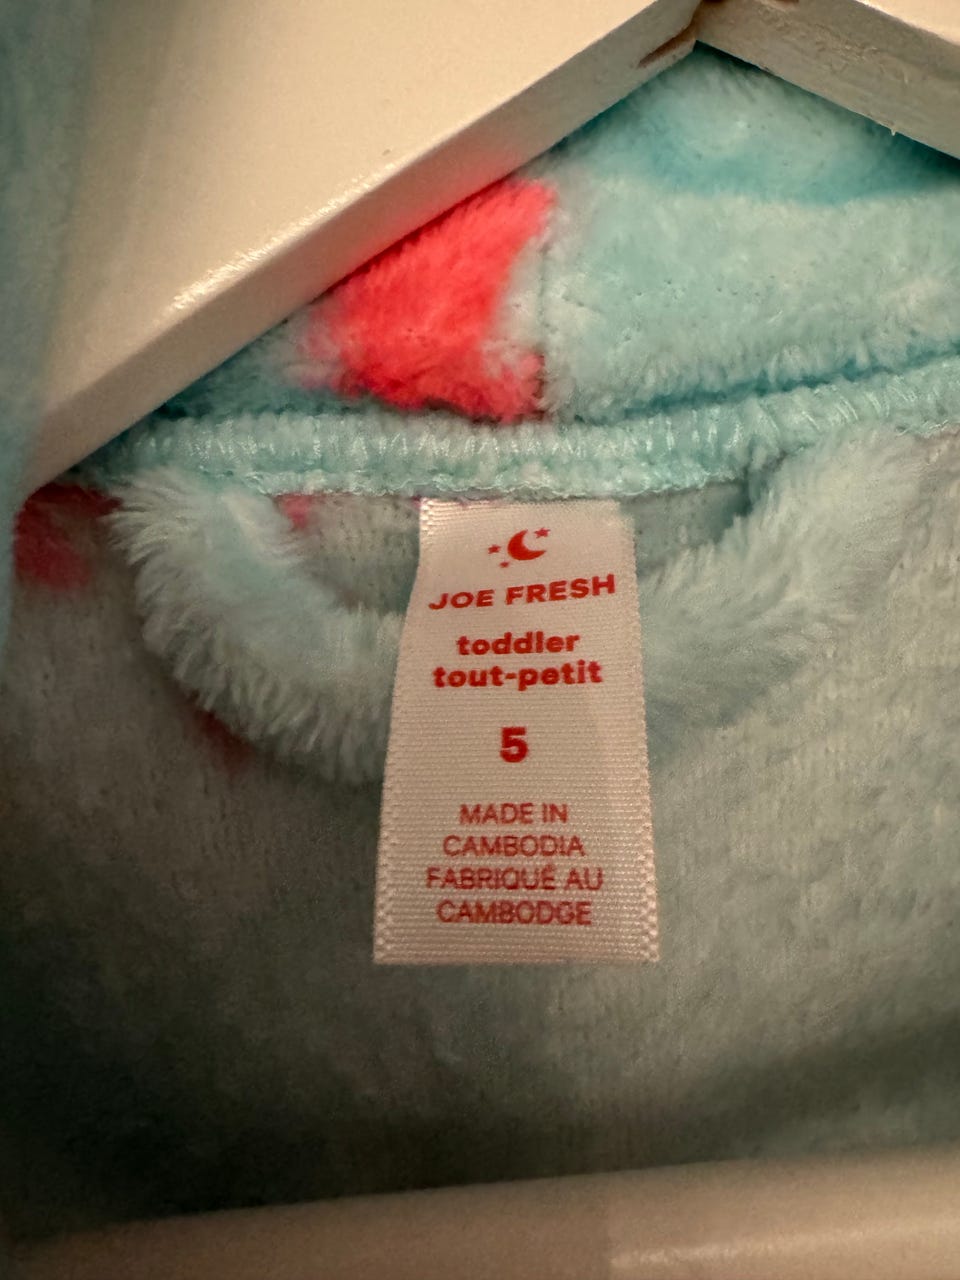 JOE FRESH
toddler
tout-petit
5
MADE IN
CAMBODIA
FABRIQUÉ AU
CAMBODGE